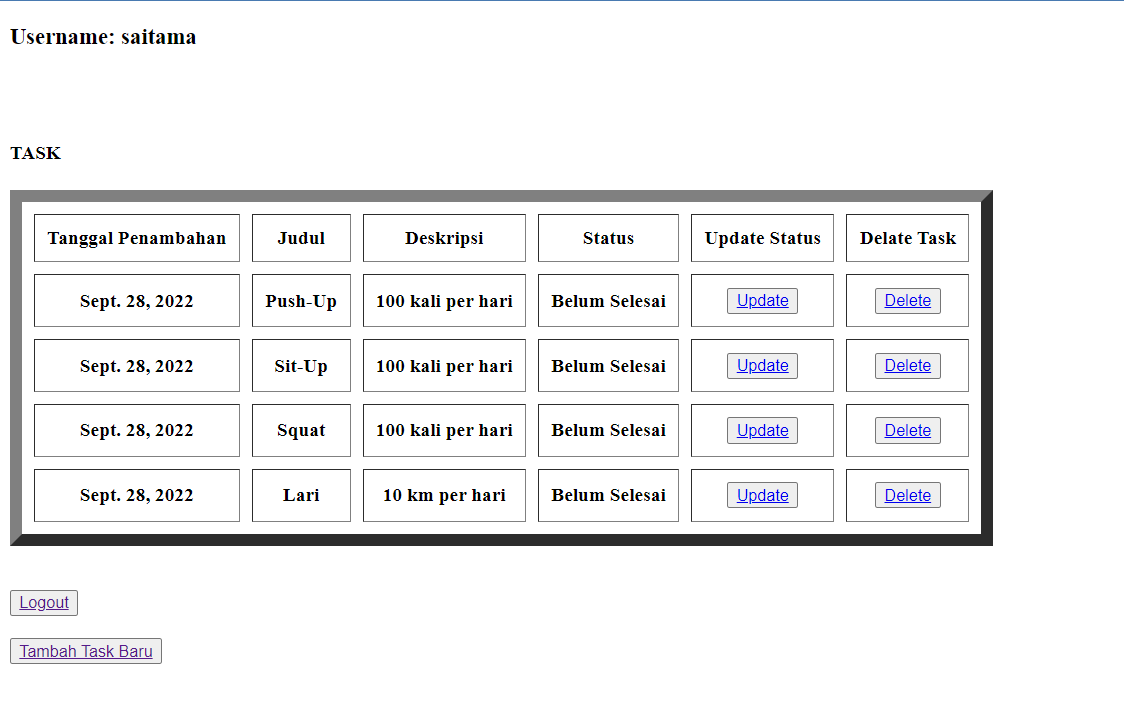 Username: saitama
TASK
Tanggal Penambahan Judul Deskripsi Status Update Status Delate Task
Sept. 28, 2022 Push-Up 100 kali per hari Belum Selesai Update Delete
Sept. 28, 2022 Sit-Up 100 kali per hari Belum Selesai Update Delete
Sept. 28, 2022 Squat 100 kali per hari Belum Selesai Update Delete
Sept. 28, 2022 Lari 10 km per hari Belum Selesai Update Delete
Logout
Tambah Task Baru